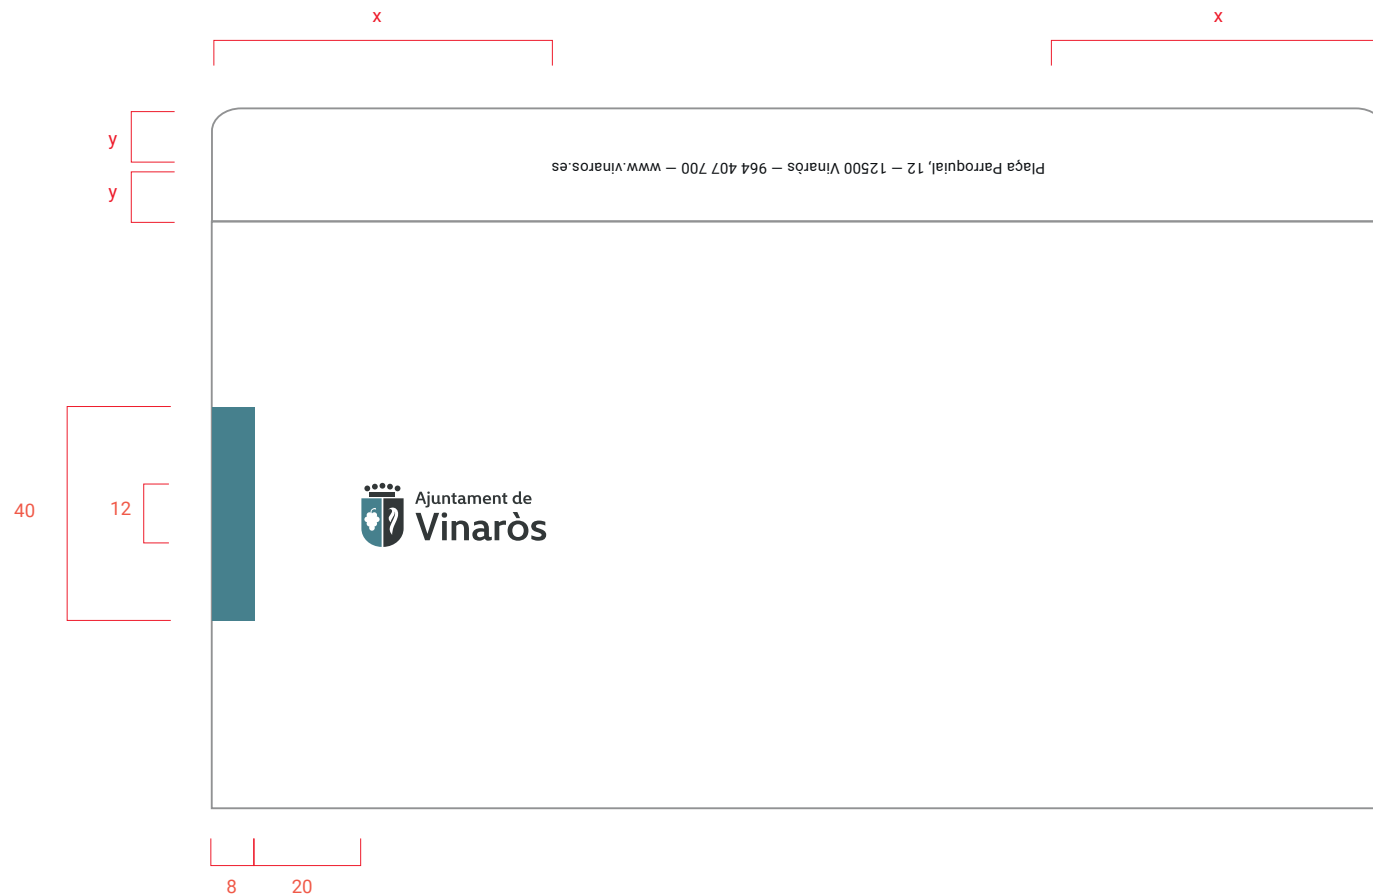 x
x
y
Plaça Parroquial, 12 – 12500 Vinaròs – 964 407 700 – www.vinaros.es
y
40
12
Ajuntament de
Vinaròs
8
20